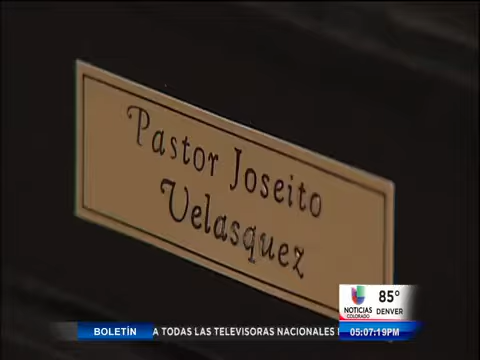 Pastor Joseito
Velasquez
NOTICIAS
COLORADO
85°
DENVER
BOLETÍN
A TODAS LAS TELEVISORAS NACIONALES
05:07:19PM